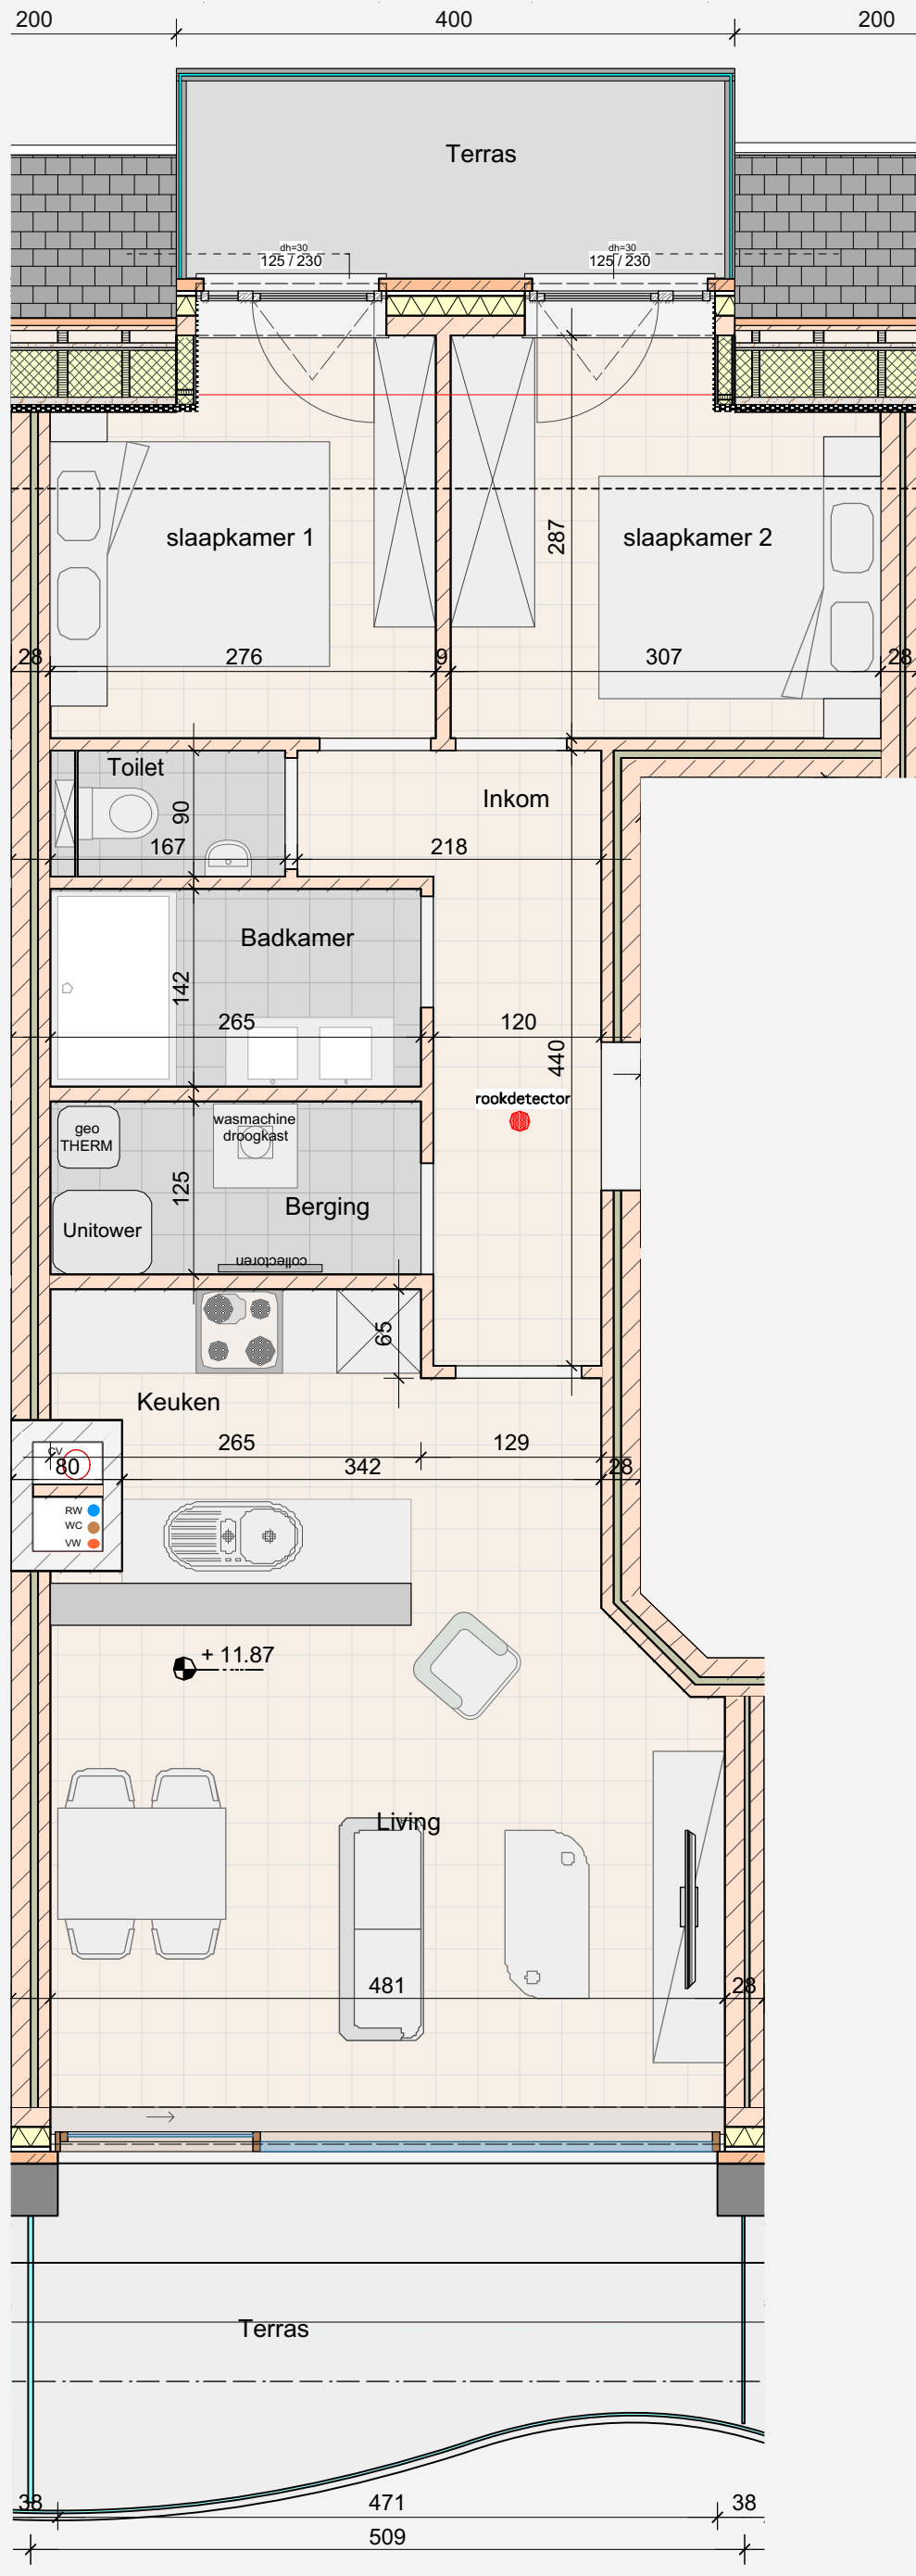 200
400
200
Terras
dh=30
125 / 230
dh=30
125 / 230
287
slaapkamer 1
slaapkamer 2
28
276
9
307
28
Toilet
90
Inkom
167
218
Badkamer
142
265
120
440
rookdetector
geo
THERM
wasmachine
droogkast
125
Berging
Unitower
collectoren
65
Keuken
265
129
CV
80
342
28
RW
WC
VW
+ 11.87
Living
481
28
Terras
38
471
38
509